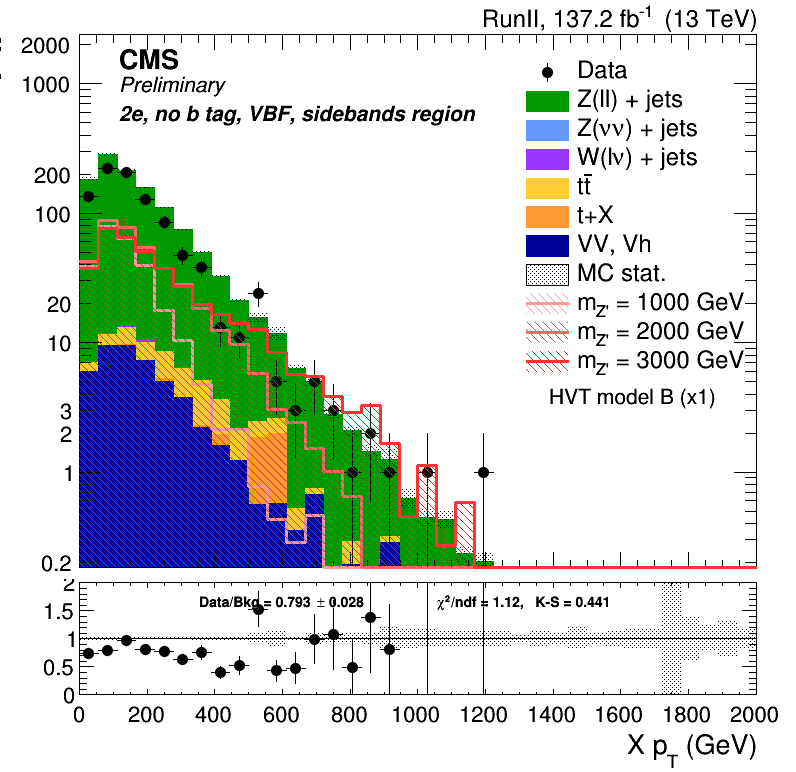 RunII, 137.2 fb⁻¹ (13 TeV)
CMS
Preliminary
2e, no b tag, VBF, sidebands region
Data
Z(ll) + jets
Z(νν) + jets
W(lν) + jets
tt̄
t+X
VV, Vh
MC stat.
m_Z' = 1000 GeV
m_Z' = 2000 GeV
m_Z' = 3000 GeV
HVT model B (x1)
2000
1000
200
100
20
10
3
2
1
0.2
Data/Bkg = 0.793 ± 0.028
χ²/ndf = 1.12, K-S = 0.441
2
1.5
1
0.5
0
0 200 400 600 800 1000 1200 1400 1600 1800 2000
X p_T (GeV)